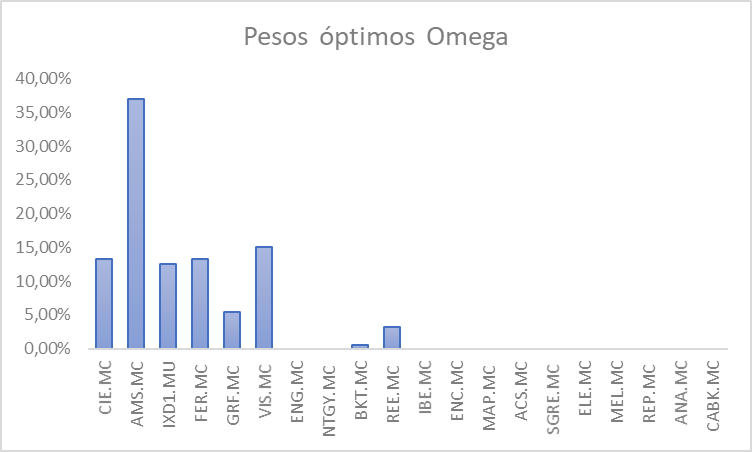 Pesos óptimos Omega
40,00%
35,00%
30,00%
25,00%
20,00%
15,00%
10,00%
5,00%
0,00%
CIE.MC
AMS.MC
IXD1.MU
FER.MC
GRF.MC
VIS.MC
ENG.MC
NTGY.MC
BKT.MC
REE.MC
IBE.MC
ENC.MC
MAP.MC
ACS.MC
SGRE.MC
ELE.MC
MEL.MC
REP.MC
ANA.MC
CABK.MC